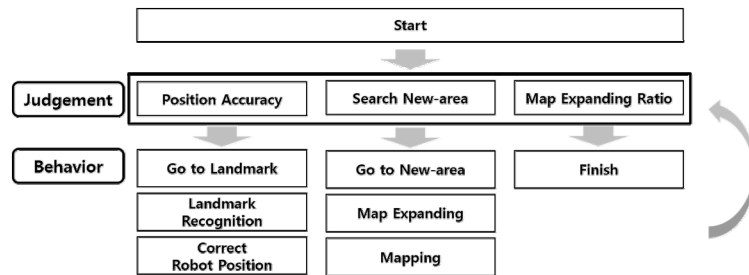 Start
Judgement
Position Accuracy
Search New-area
Map Expanding Ratio
Behavior
Go to Landmark
Go to New-area
Finish
Landmark
Recognition
Map Expanding
Correct
Robot Position
Mapping